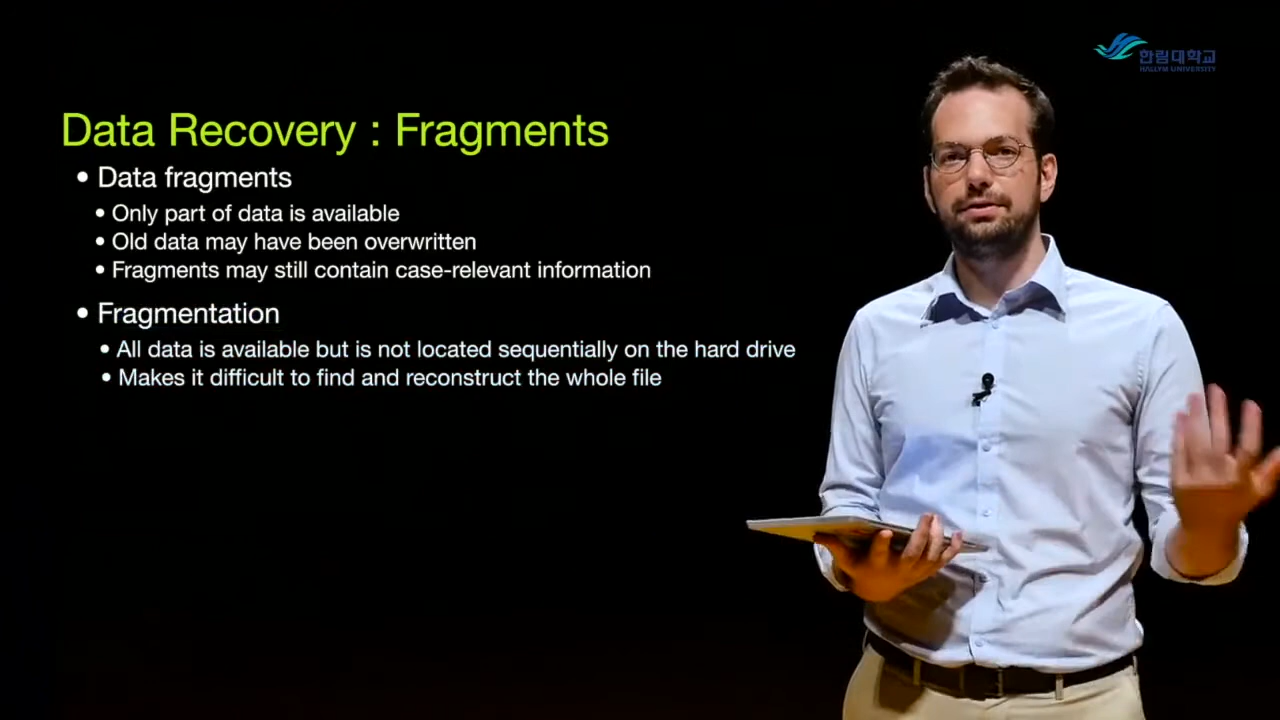 한림대학교
HALLYM UNIVERSITY
Data Recovery : Fragments
• Data fragments
• Only part of data is available
• Old data may have been overwritten
• Fragments may still contain case-relevant information
• Fragmentation
• All data is available but is not located sequentially on the hard drive
• Makes it difficult to find and reconstruct the whole file